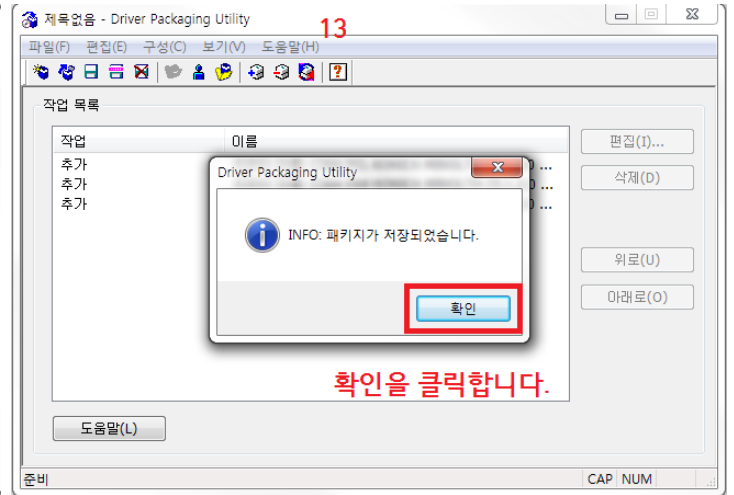 제목없음 - Driver Packaging Utility
13
파일(F) 편집(E) 구성(C) 보기(V) 도움말(H)
작업 목록
작업 이름
추가
추가
추가
편집(I)...
삭제(D)
위로(U)
아래로(O)
Driver Packaging Utility
INFO: 패키지가 저장되었습니다.
확인
확인을 클릭합니다.
도움말(L)
준비
CAP NUM